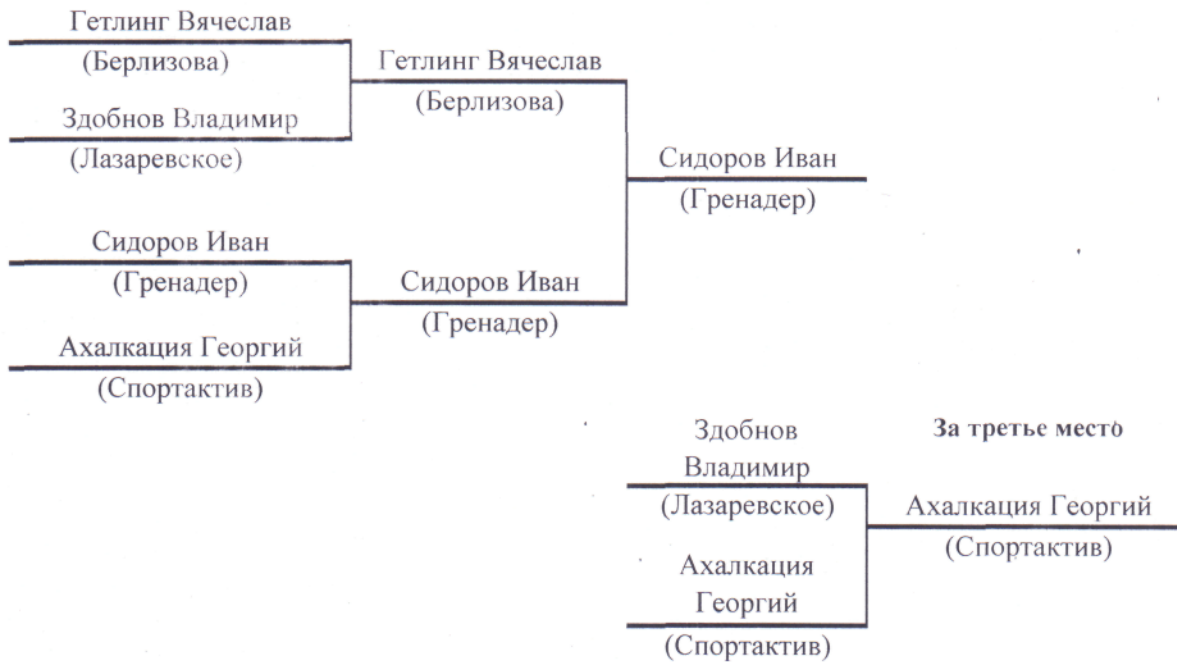 Гетлинг Вячеслав
(Берлизова)
Здобнов Владимир
(Лазаревское)
Гетлинг Вячеслав
(Берлизова)
Сидоров Иван
(Гренадер)
Сидоров Иван
(Гренадер)
Ахалкация Георгий
(Спортактив)
Сидоров Иван
(Гренадер)
За третье место
Здобнов
Владимир
(Лазаревское)
Ахалкация
Георгий
(Спортактив)
Ахалкация Георгий
(Спортактив)